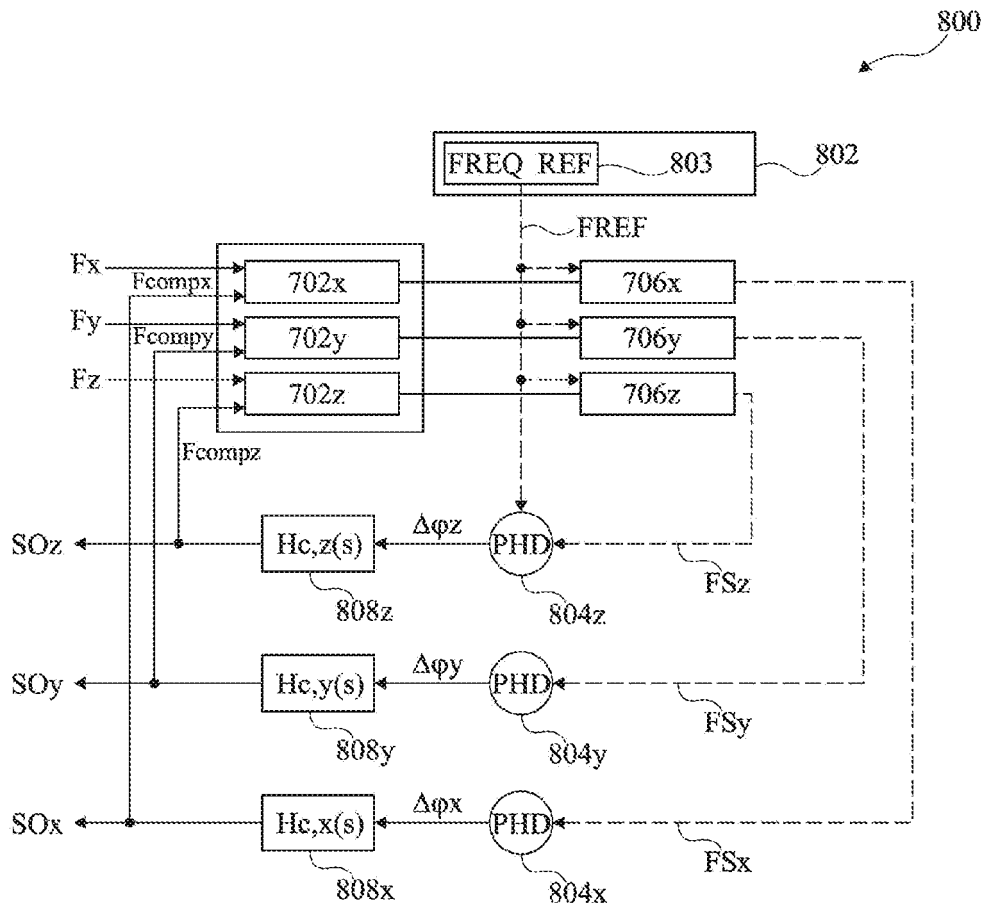 800
FREQ REF
803
802
FREF
Fx
Fcompx
702x
706x
Fy
Fcompy
702y
706y
Fz
702z
706z
Fcompz
SOz
Hc,z(s)
Δφz
PHD
FSz
808z
804z
SOy
Hc,y(s)
Δφy
PHD
FSy
808y
804y
SOx
Hc,x(s)
Δφx
PHD
FSx
808x
804x